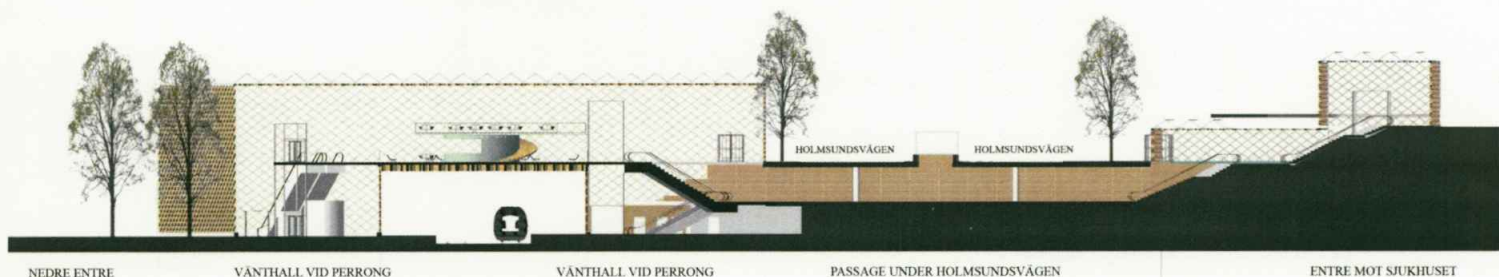 HOLMSUNDSVÄGEN HOLMSUNDSVÄGEN
NEDRE ENTRE VÄNTHALL VID PERRONG VÄNTHALL VID PERRONG PASSAGE UNDER HOLMSUNDSVÄGEN ENTRE MOT SJUKHUSET